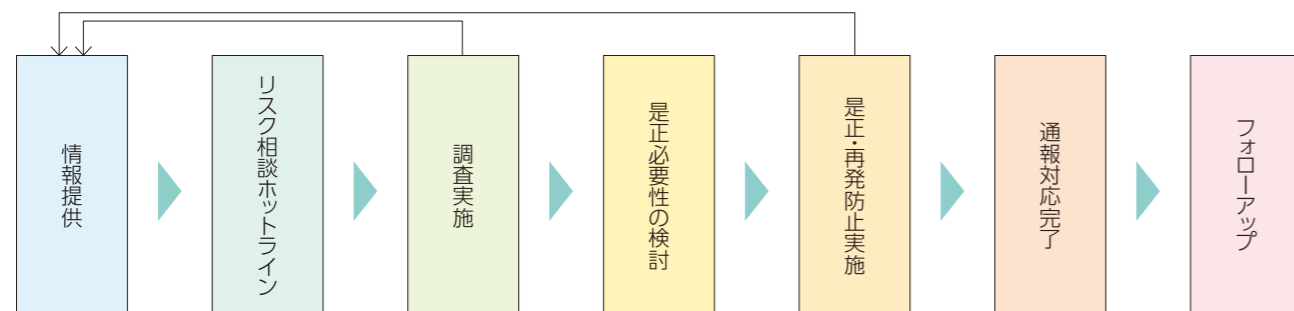 情報提供
リスク相談ホットライン
調査実施
是正必要性の検討
是正・再発防止実施
通報対応完了
フォローアップ